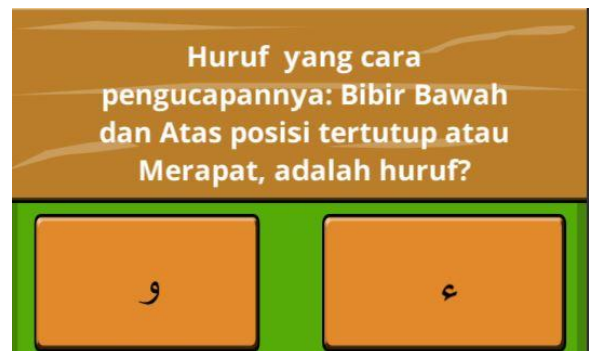 Huruf yang cara
pengucapannya: Bibir Bawah
dan Atas posisi tertutup atau
Merapat, adalah huruf?
و
ء